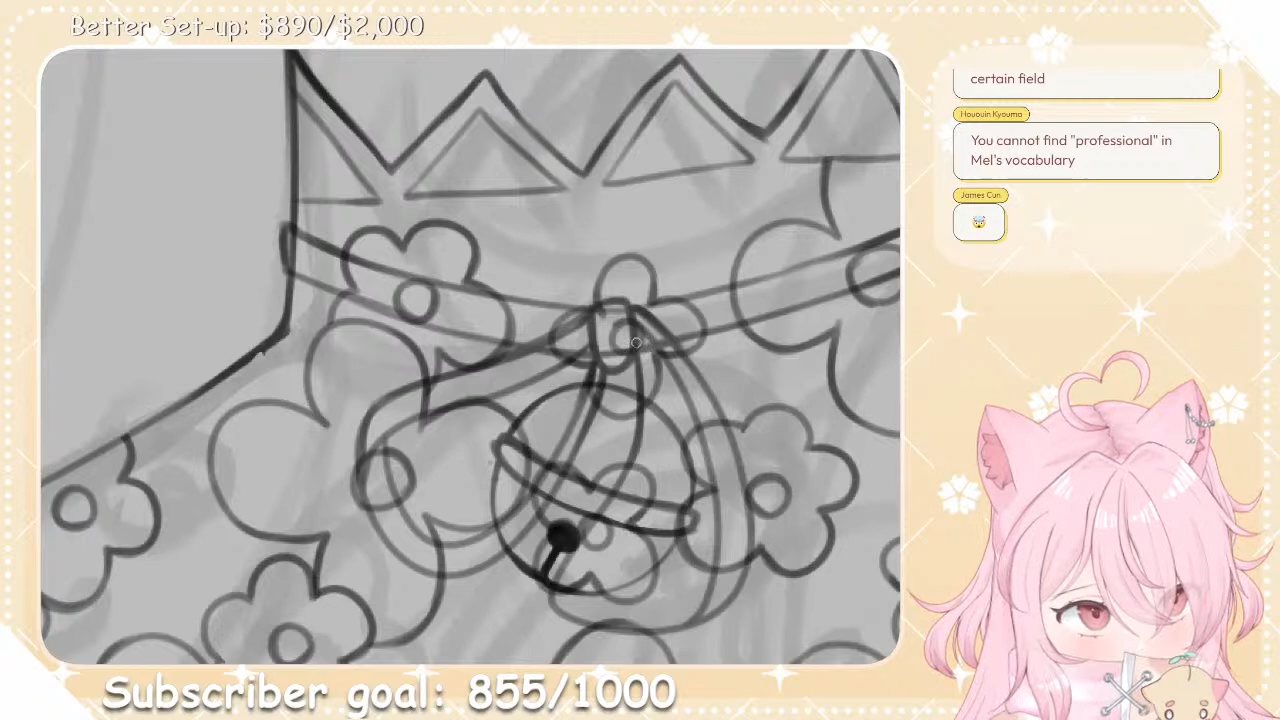 Better Set-up: $890/$2,000
certain field
Hououin Kyouma
You cannot find "professional" in
Mel's vocabulary
James Cun
🤯
Subscriber goal: 855/1000